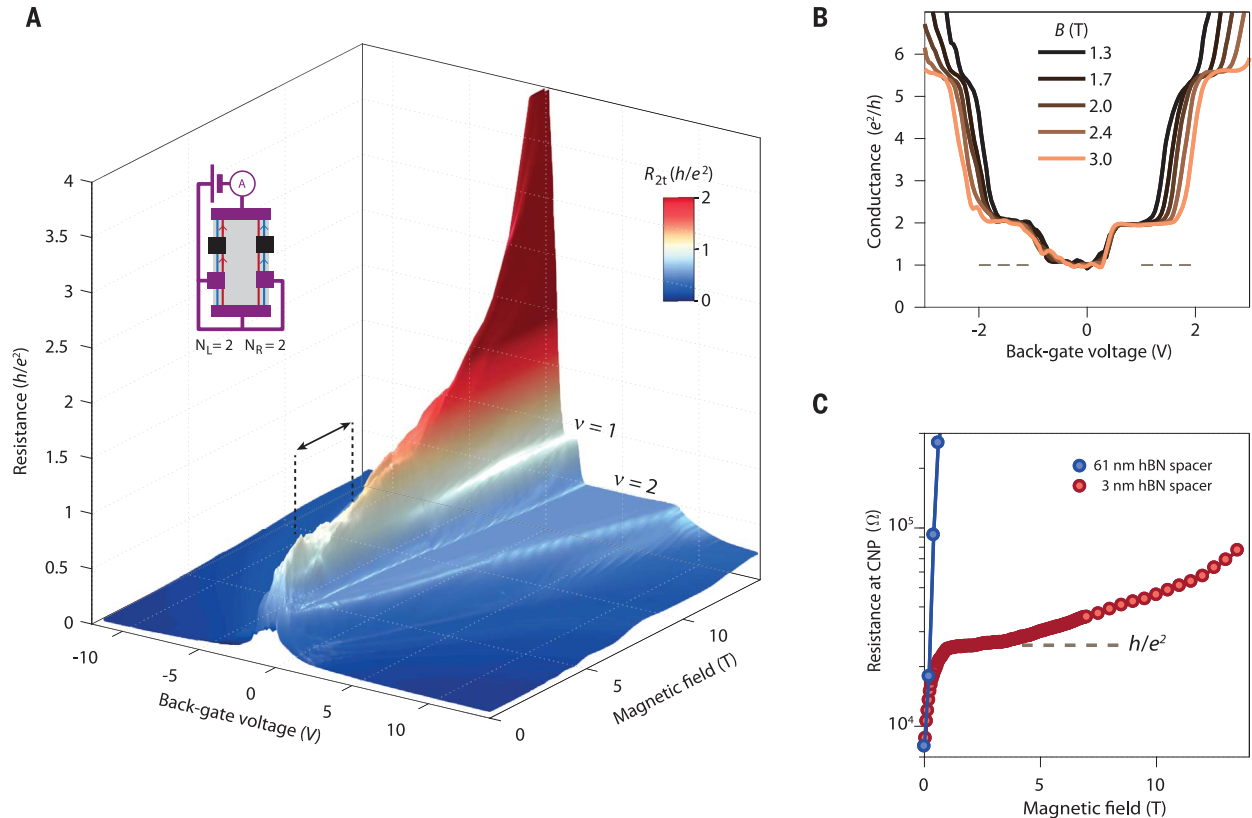 A
4
3.5
3
2.5
2
1.5
1
0.5
0
Resistance (h/e²)
A
N_L = 2 N_R = 2
R_2t (h/e²)
2
1
0
ν = 1
ν = 2
-10
-5
0
5
10
Back-gate voltage (V)
0
5
10
Magnetic field (T)
B
6
5
4
3
2
1
0
Conductance (e²/h)
B (T)
1.3
1.7
2.0
2.4
3.0
-2 0 2
Back-gate voltage (V)
C
10⁵
10⁴
Resistance at CNP (Ω)
61 nm hBN spacer
3 nm hBN spacer
h/e²
0 5 10
Magnetic field (T)